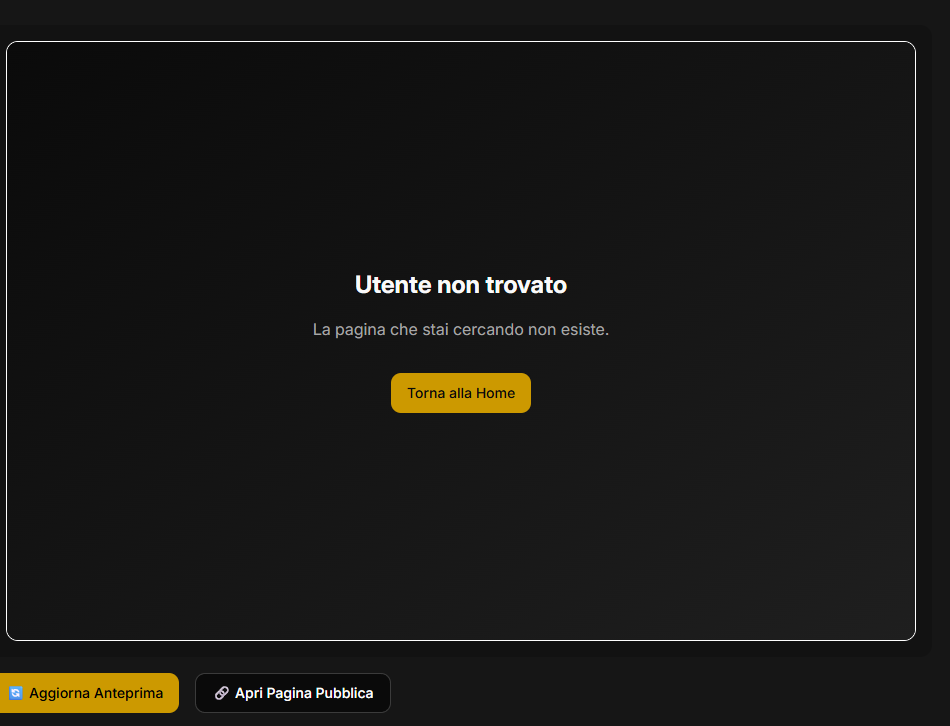 Utente non trovato
La pagina che stai cercando non esiste.
Torna alla Home
Aggiorna Anteprima
Apri Pagina Pubblica